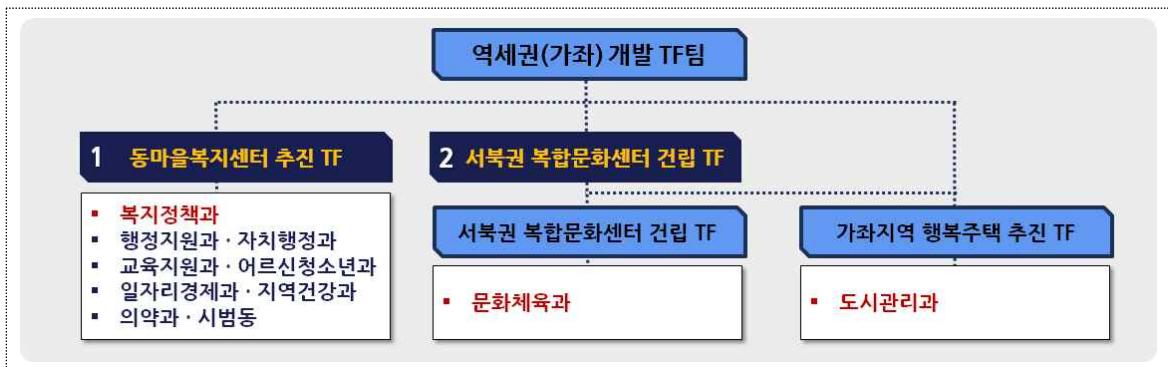 역세권(가좌) 개발 TF팀
1 동마을복지센터 추진 TF
▪ 복지정책과
▪ 행정지원과 · 자치행정과
▪ 교육지원과 · 어르신청소년과
▪ 일자리경제과 · 지역건강과
▪ 의약과 · 시범동
2 서북권 복합문화센터 건립 TF
서북권 복합문화센터 건립 TF
▪ 문화체육과
가좌지역 행복주택 추진 TF
▪ 도시관리과